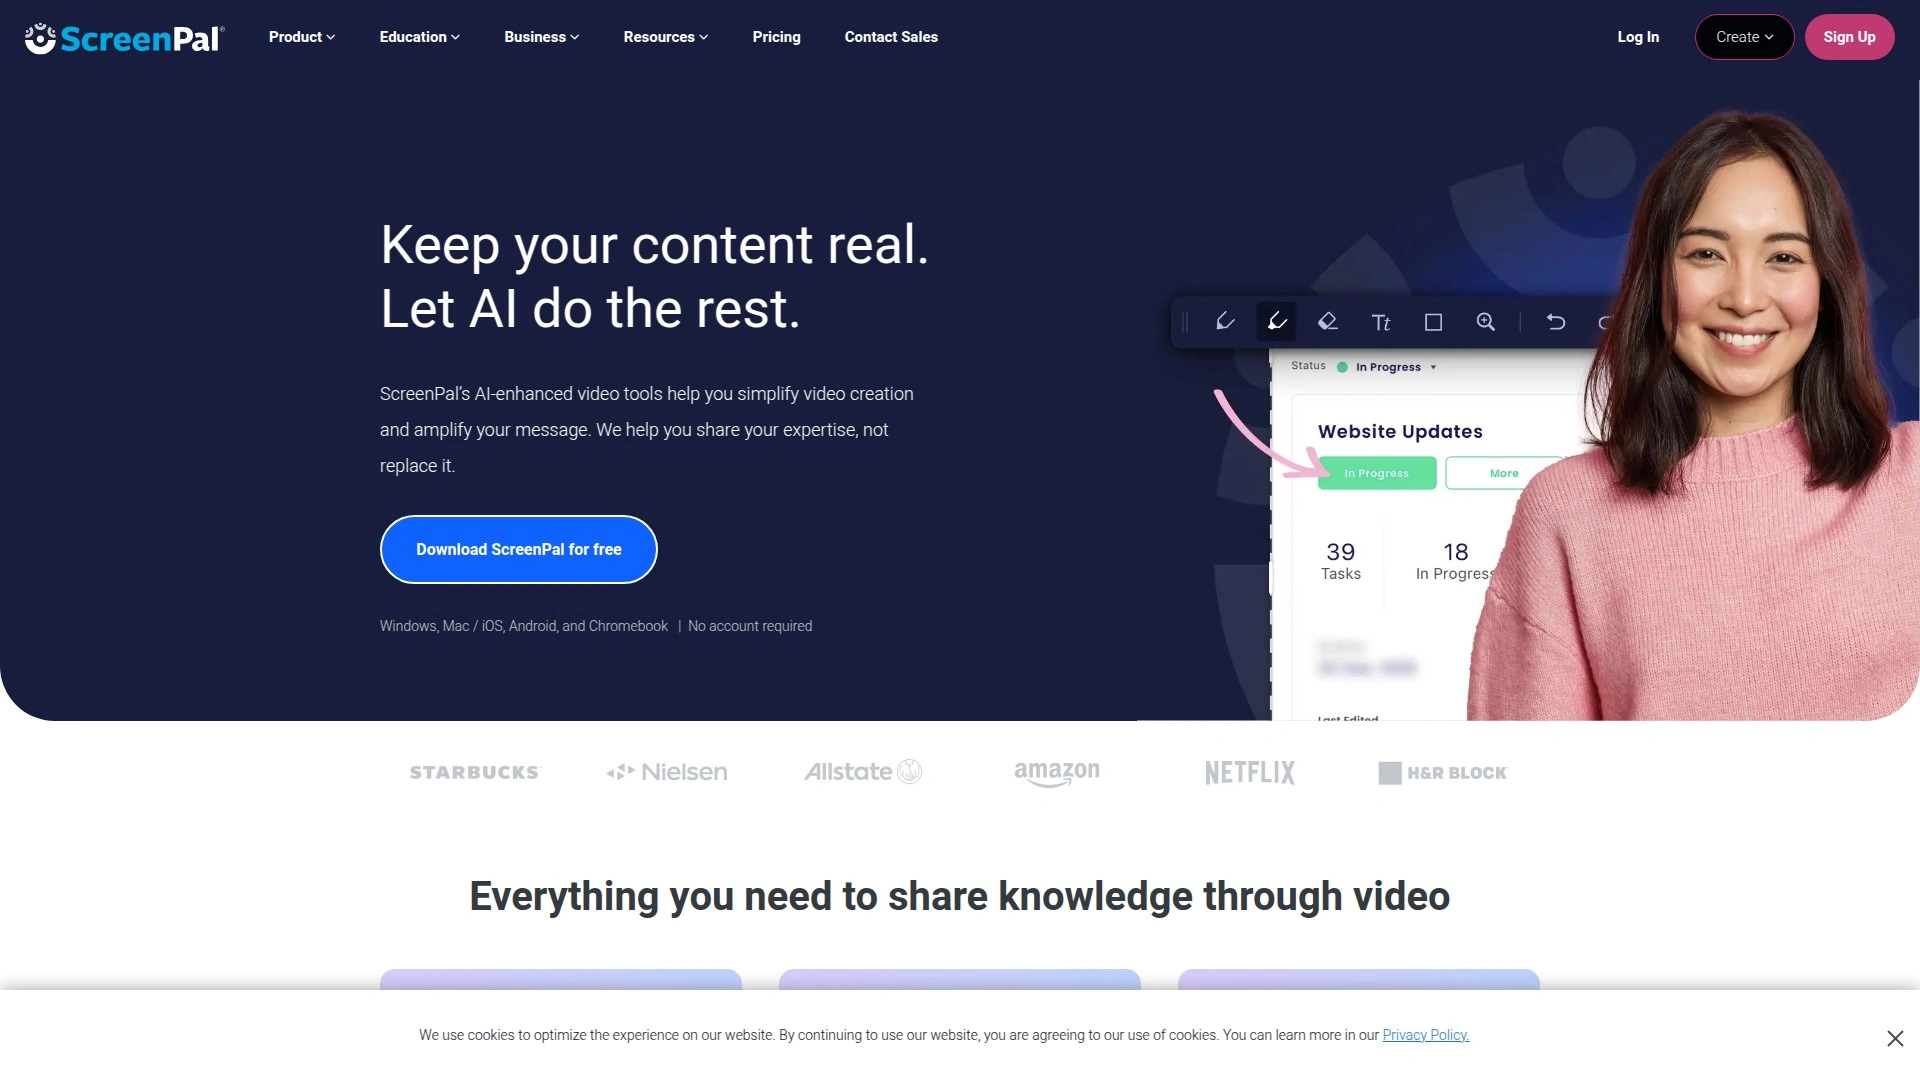 ScreenPal®
Product
Education
Business
Resources
Pricing
Contact Sales
Log In
Create
Sign Up
Keep your content real.
Let AI do the rest.
ScreenPal’s AI-enhanced video tools help you simplify video creation
and amplify your message. We help you share your expertise, not
replace it.
Download ScreenPal for free
Windows, Mac / iOS, Android, and Chromebook | No account required
Tt
Status In Progress
Website Updates
In Progress More
39 18
Tasks In Progress
Last Edited
STARBUCKS Nielsen Allstate amazon NETFLIX H&R BLOCK
Everything you need to share knowledge through video
We use cookies to optimize the experience on our website. By continuing to use our website, you are agreeing to our use of cookies. You can learn more in our Privacy Policy.